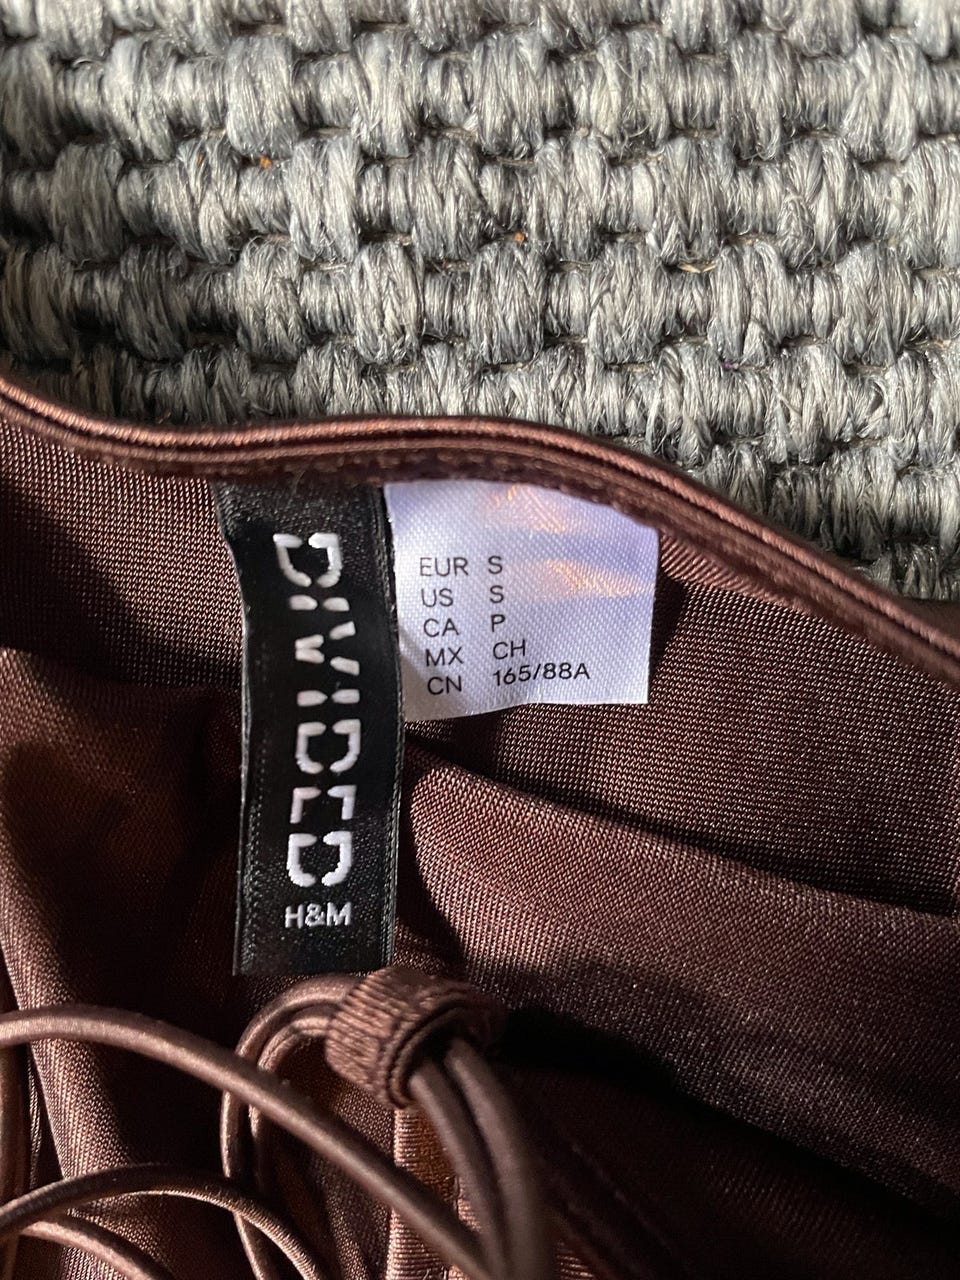 DIVIDED
H&M
EUR S
US S
CA P
MX CH
CN 165/88A